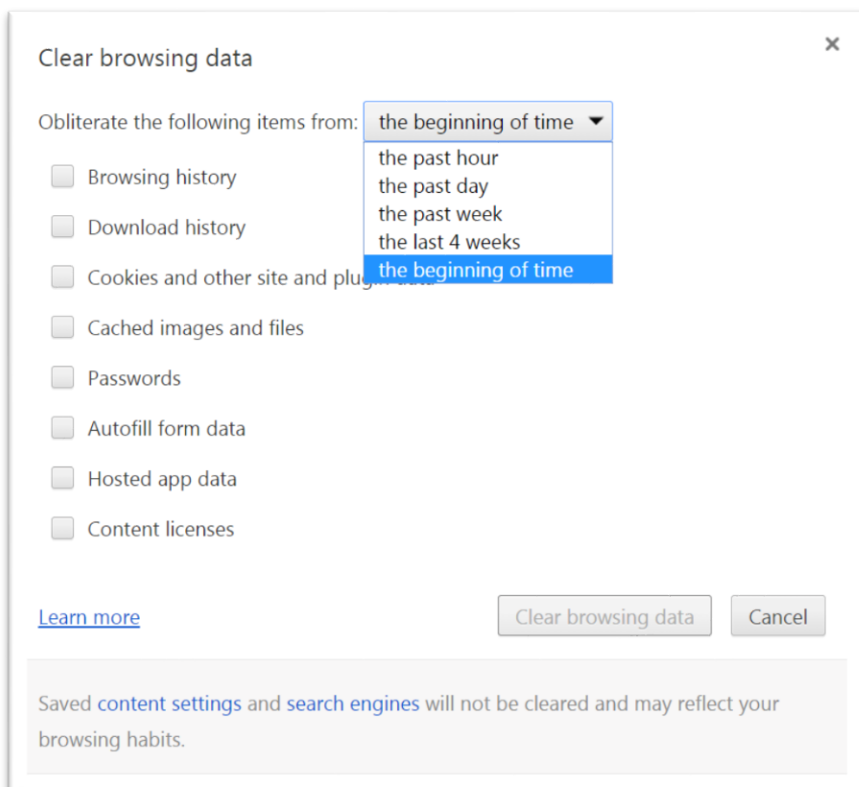 Clear browsing data
Obliterate the following items from: the beginning of time
the past hour
the past day
the past week
the last 4 weeks
the beginning of time
Browsing history
Download history
Cookies and other site and plugin data
Cached images and files
Passwords
Autofill form data
Hosted app data
Content licenses
Learn more
Clear browsing data
Cancel
Saved content settings and search engines will not be cleared and may reflect your
browsing habits.